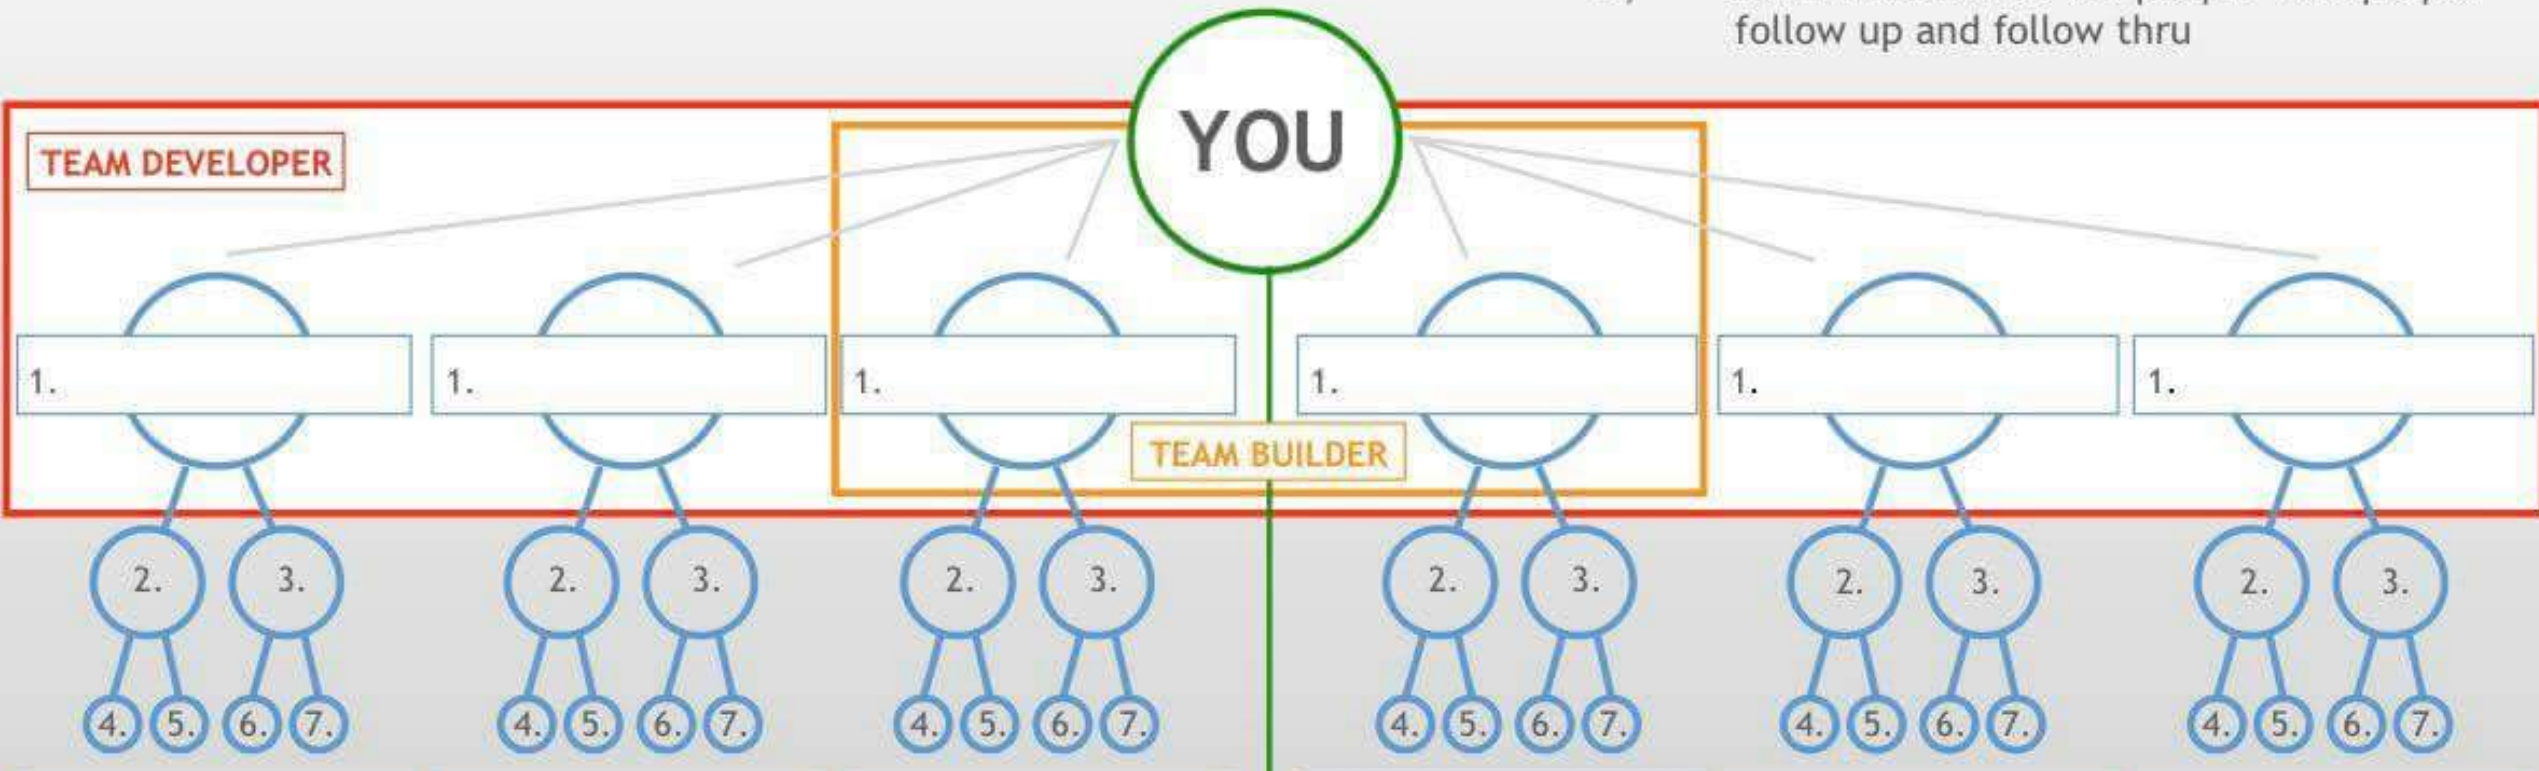 follow up and follow thru
YOU
TEAM DEVELOPER
1. 1. 1. 1. 1. 1.
TEAM BUILDER
2. 3. 2. 3. 2. 3. 2. 3. 2. 3. 2. 3.
4. 5. 6. 7. 4. 5. 6. 7. 4. 5. 6. 7. 4. 5. 6. 7. 4. 5. 6. 7. 4. 5. 6. 7.